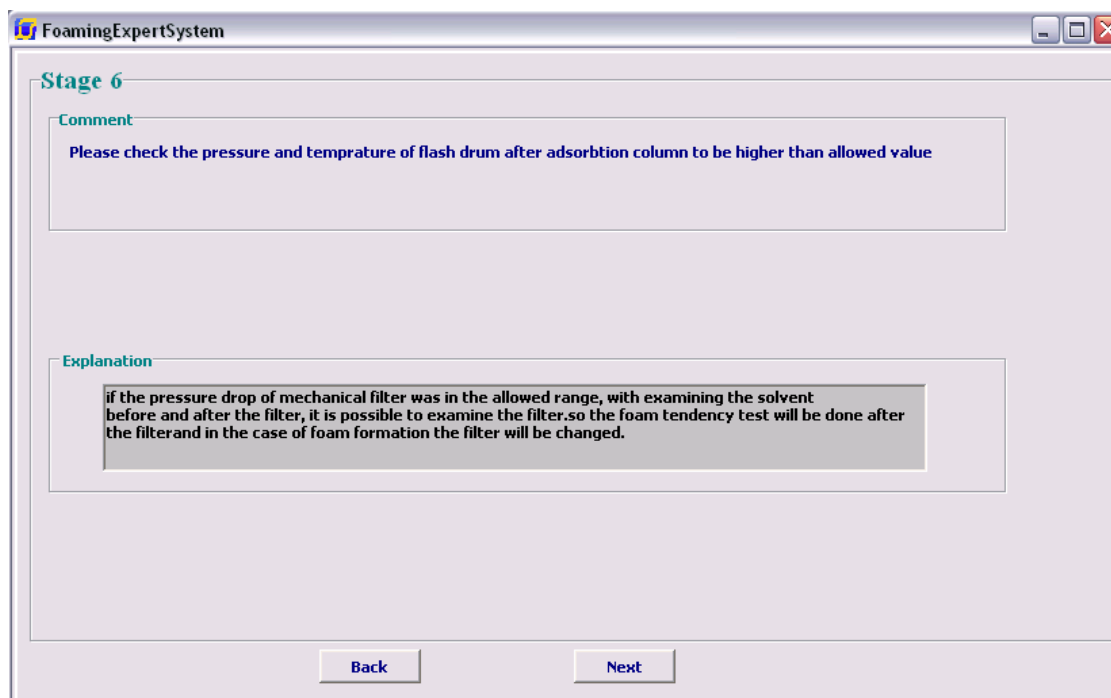 FoamingExpertSystem
Stage 6
Comment
Please check the pressure and temprature of flash drum after adsorbtion column to be higher than allowed value
Explanation
if the pressure drop of mechanical filter was in the allowed range, with examining the solvent
before and after the filter, it is possible to examine the filter.so the foam tendency test will be done after
the filterand in the case of foam formation the filter will be changed.
Back
Next